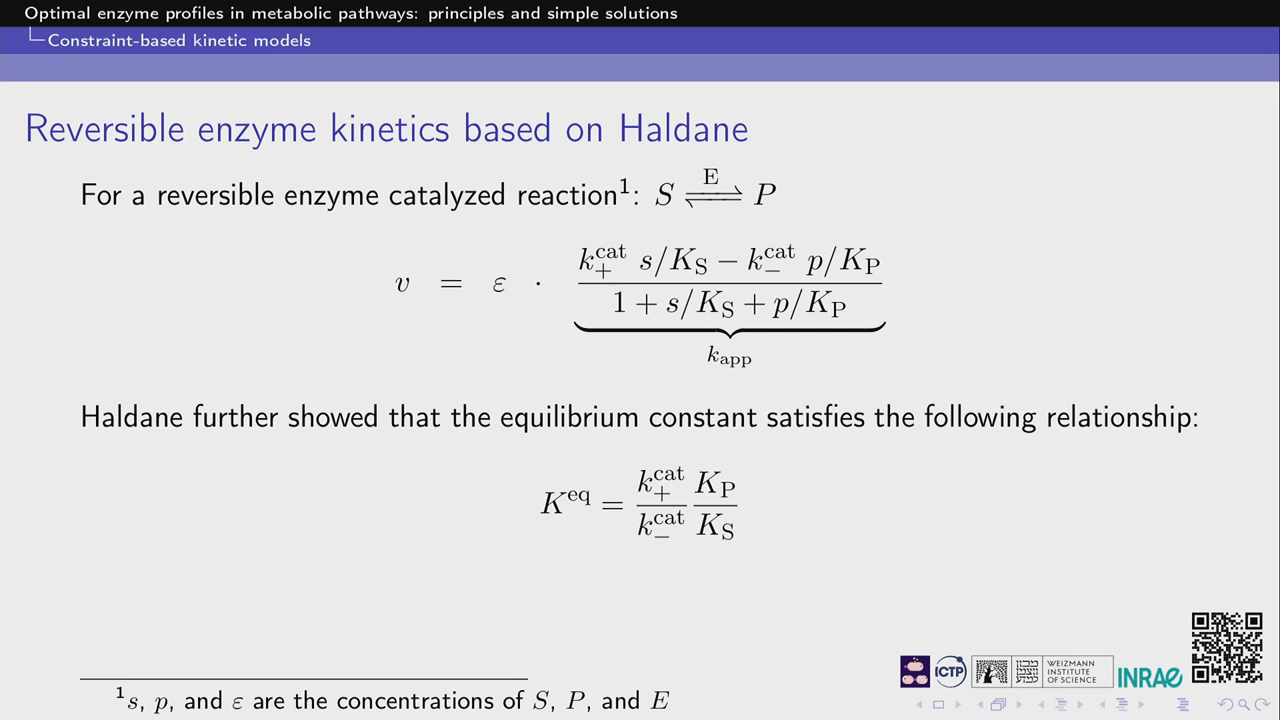 Optimal enzyme profiles in metabolic pathways: principles and simple solutions
Constraint-based kinetic models
Reversible enzyme kinetics based on Haldane
For a reversible enzyme catalyzed reaction¹: S ⇌ P
E
v = ε · (k₊^cat s/K_S − k₋^cat p/K_P) / (1 + s/K_S + p/K_P)
k_app
Haldane further showed that the equilibrium constant satisfies the following relationship:
K^eq = (k₊^cat / k₋^cat) (K_P / K_S)
ICTP
WEIZMANN
INSTITUTE
OF SCIENCE
INRAE
¹s, p, and ε are the concentrations of S, P, and E